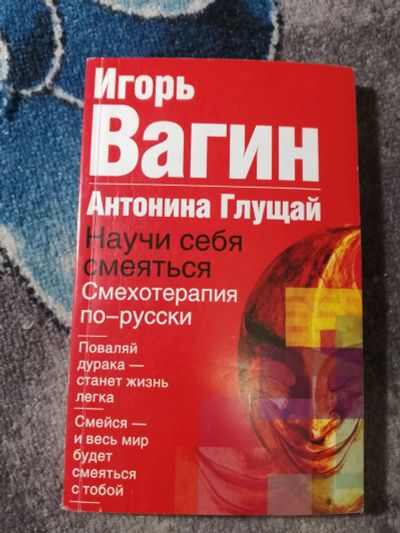 Игорь
Вагин
Антонина Глущай
Научи себя
смеяться
Смехотерапия
по-русски
Поваляй
дурака —
станет жизнь
легка
Смейся —
и весь мир
будет
смеяться
с тобой